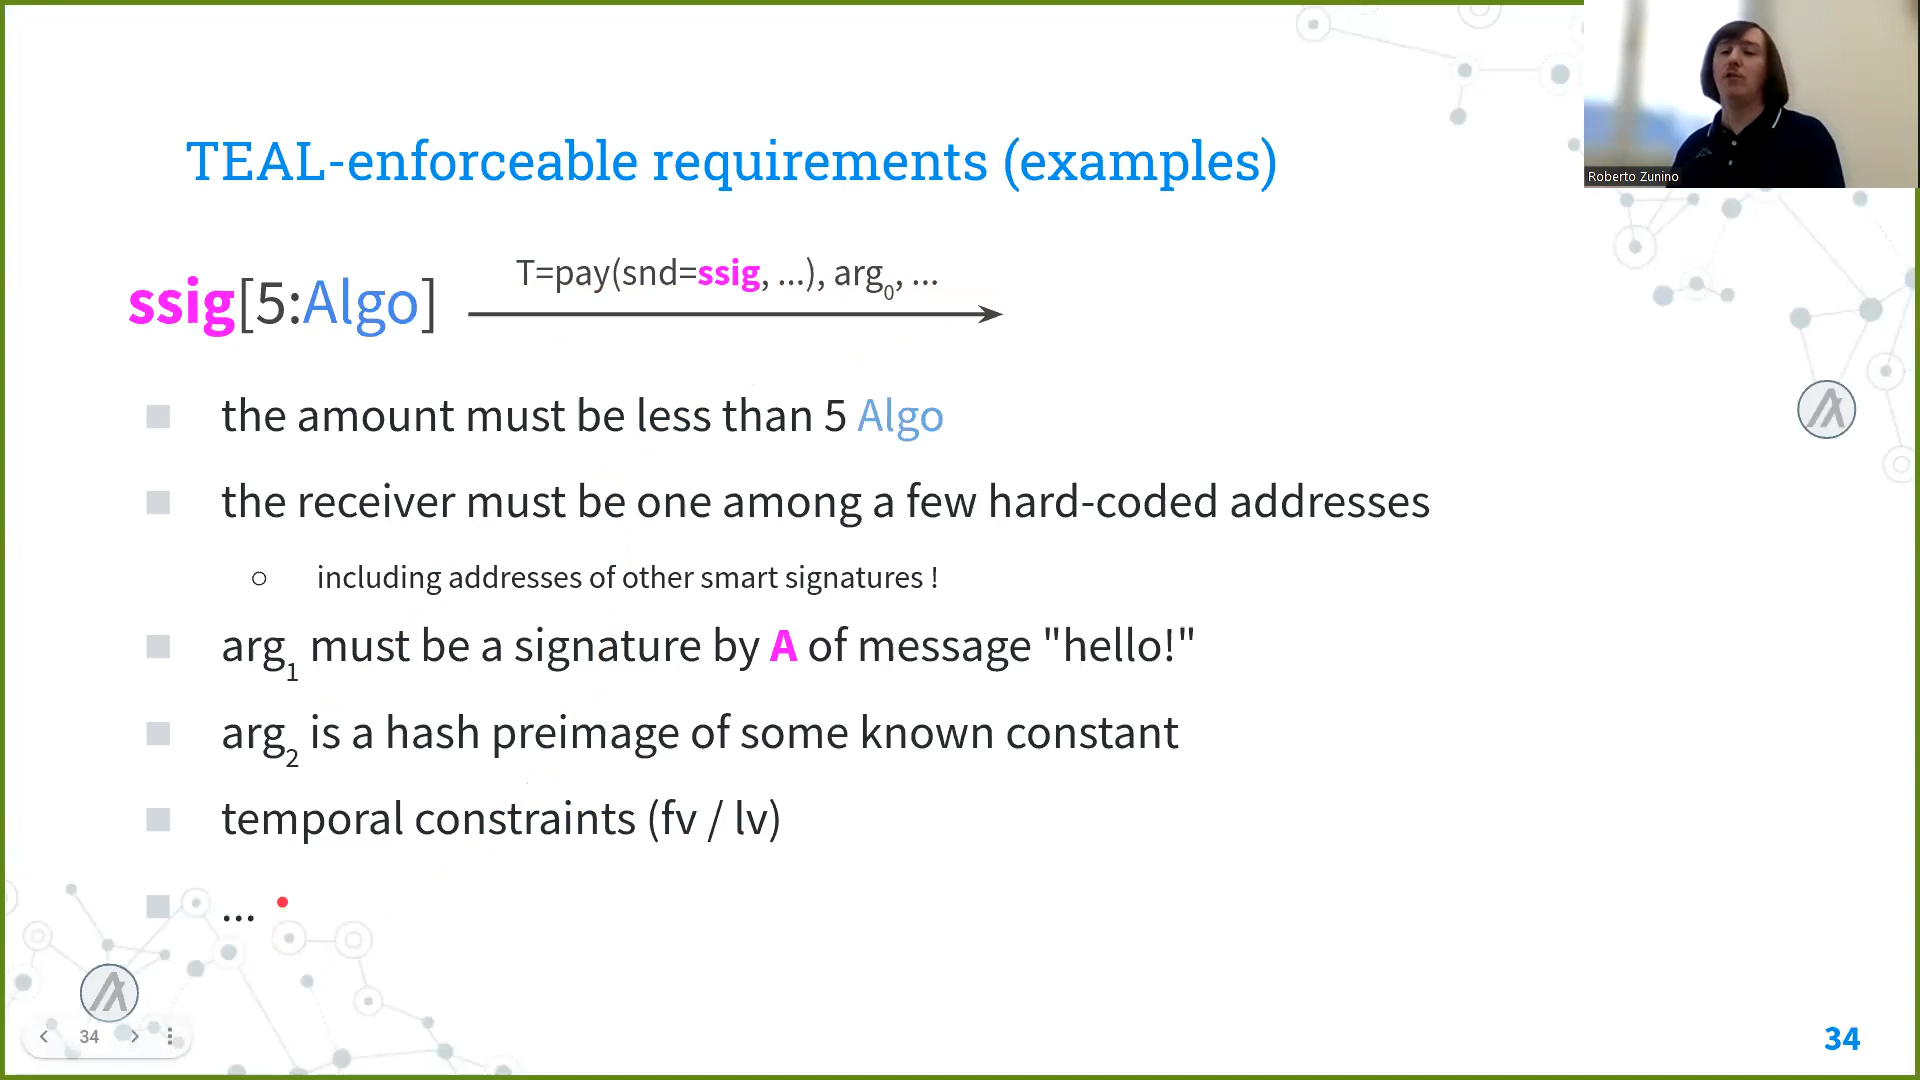 Roberto Zunino
TEAL-enforceable requirements (examples)
T=pay(snd=ssig, ...), arg0, ...
ssig[5:Algo]
the amount must be less than 5 Algo
the receiver must be one among a few hard-coded addresses
including addresses of other smart signatures !
arg1 must be a signature by A of message "hello!"
arg2 is a hash preimage of some known constant
temporal constraints (fv / lv)
...
34
34